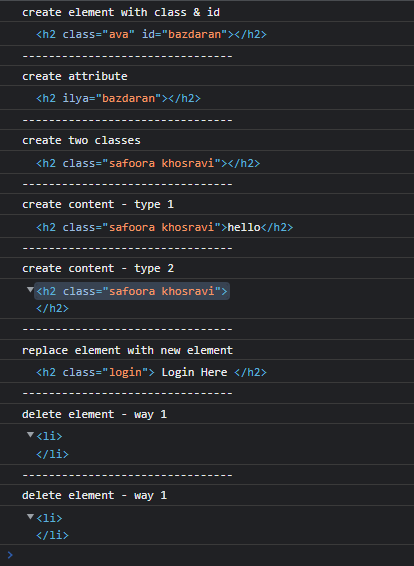 create element with class & id
<h2 class="ava" id="bazdaran"></h2>
--------------------------------
create attribute
<h2 ilya="bazdaran"></h2>
--------------------------------
create two classes
<h2 class="safoora khosravi"></h2>
--------------------------------
create content - type 1
<h2 class="safoora khosravi">hello</h2>
--------------------------------
create content - type 2
<h2 class="safoora khosravi">
</h2>
--------------------------------
replace element with new element
<h2 class="login"> Login Here </h2>
--------------------------------
delete element - way 1
<li>
</li>
--------------------------------
delete element - way 1
<li>
</li>
>